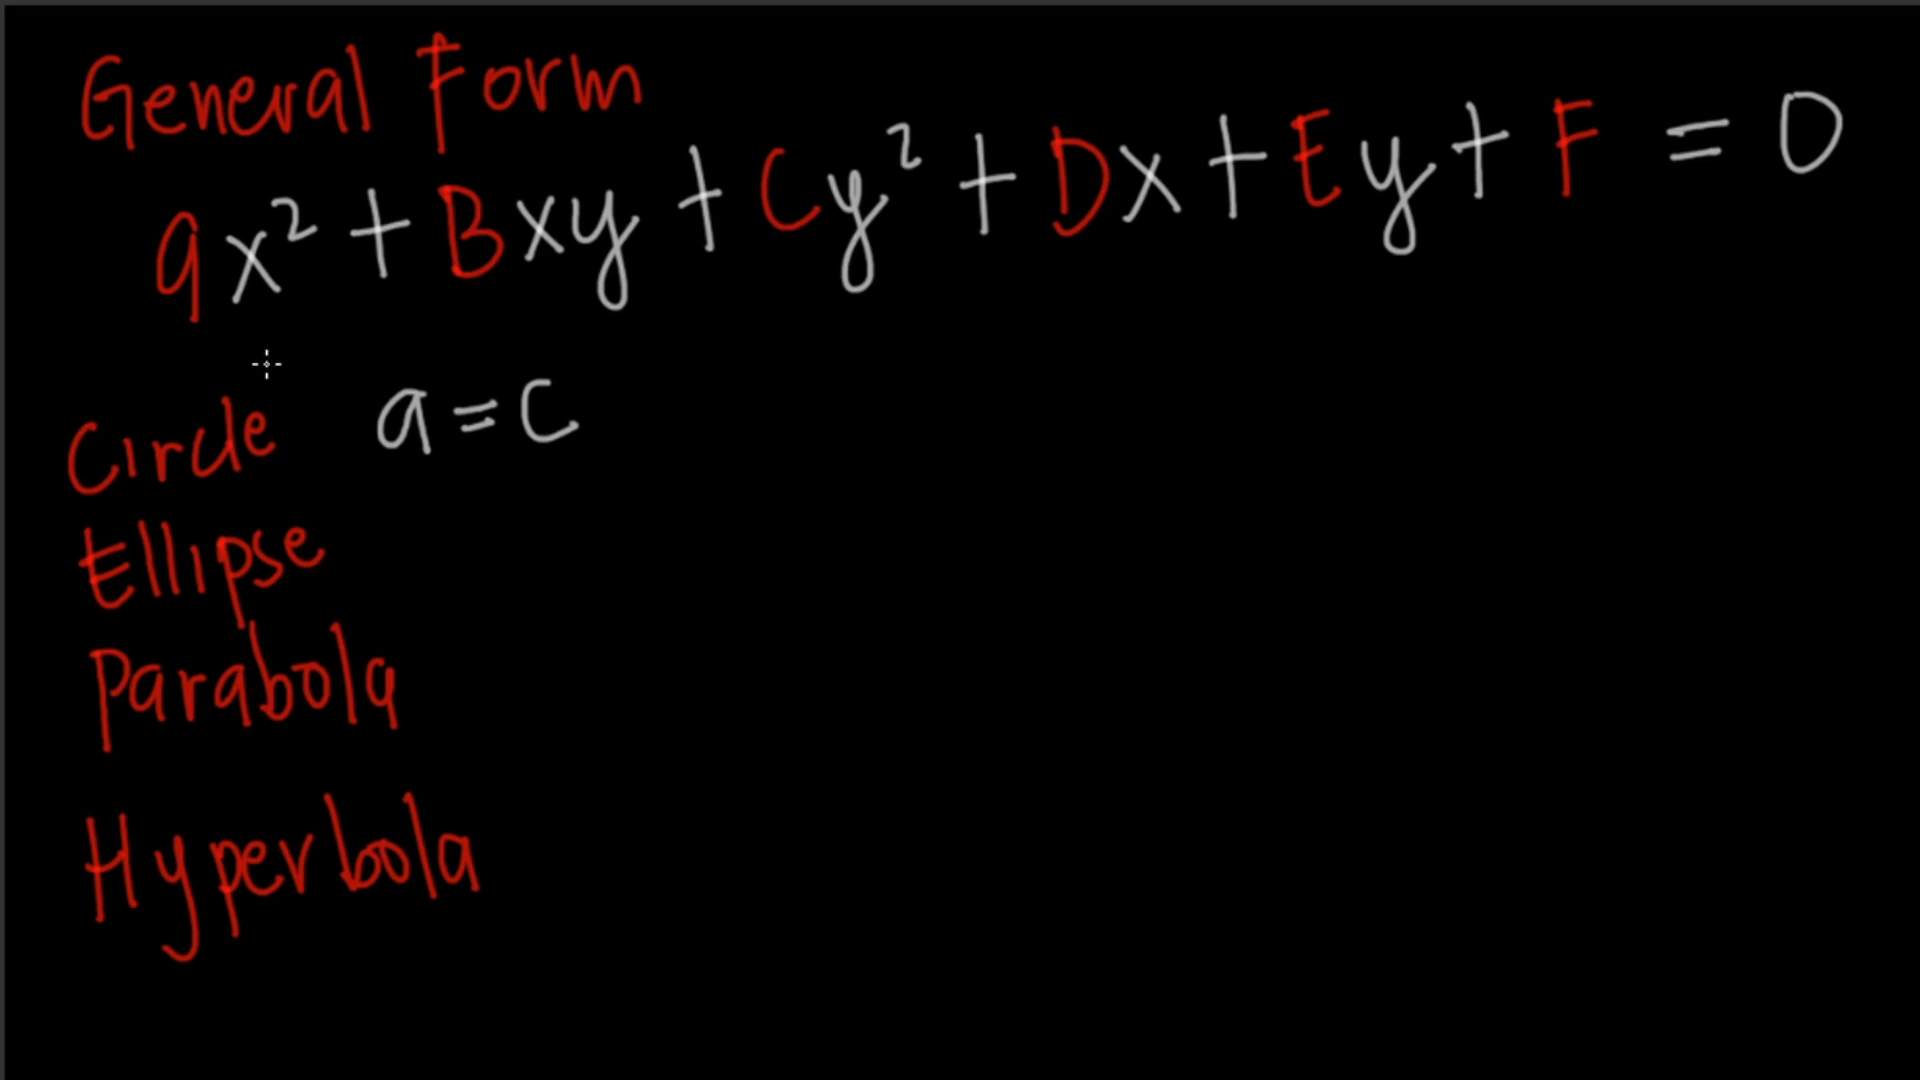 General Form
ax² + Bxy + Cy² + Dx + Ey + F = 0
Circle a = c
Ellipse
Parabola
Hyperbola